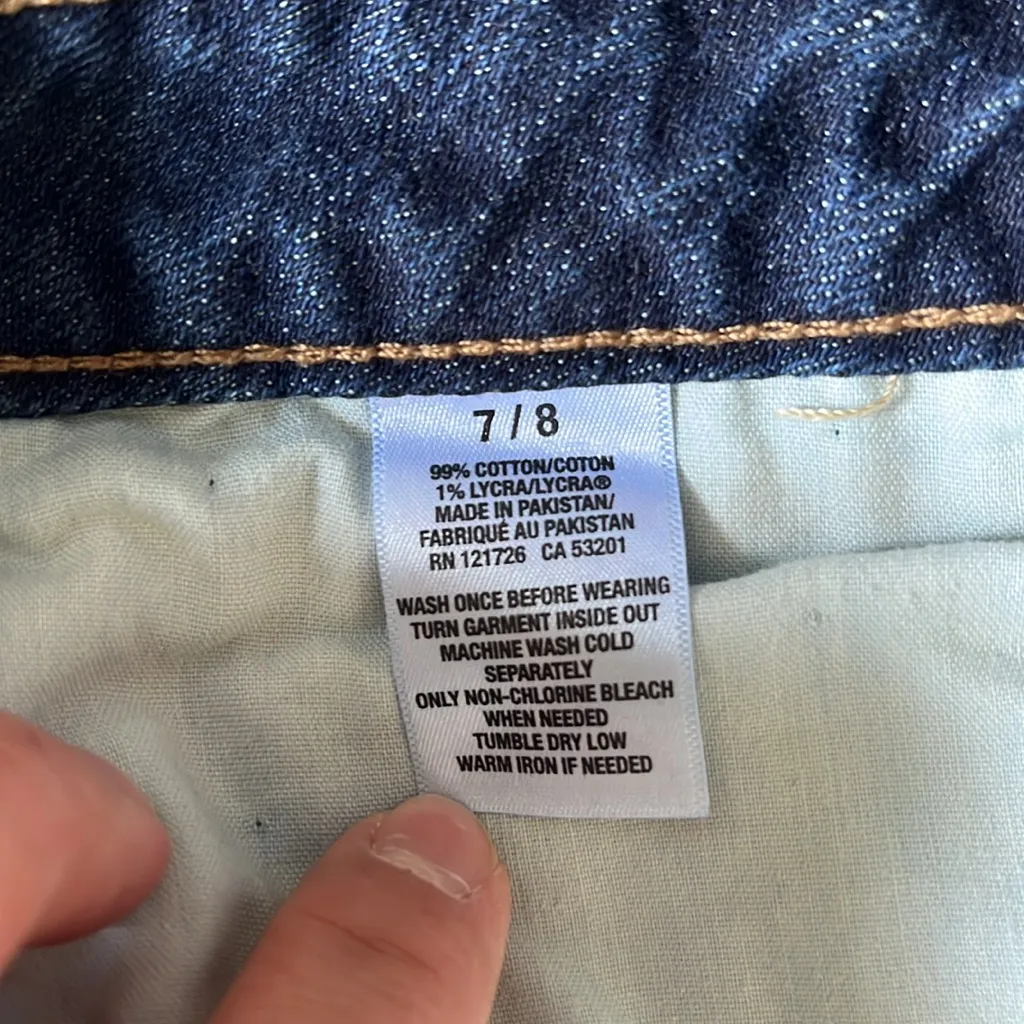 7 / 8
99% COTTON/COTON
1% LYCRA/LYCRA®
MADE IN PAKISTAN/
FABRIQUÉ AU PAKISTAN
RN 121726 CA 53201
WASH ONCE BEFORE WEARING
TURN GARMENT INSIDE OUT
MACHINE WASH COLD
SEPARATELY
ONLY NON-CHLORINE BLEACH
WHEN NEEDED
TUMBLE DRY LOW
WARM IRON IF NEEDED